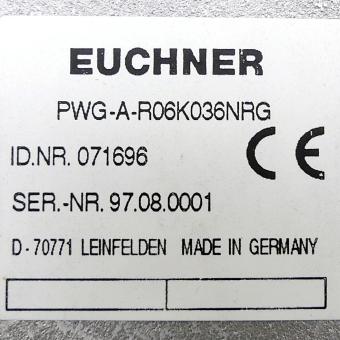 EUCHNER
PWG-A-R06K036NRG
ID.NR. 071696 CE
SER.-NR. 97.08.0001
D-70771 LEINFELDEN MADE IN GERMANY